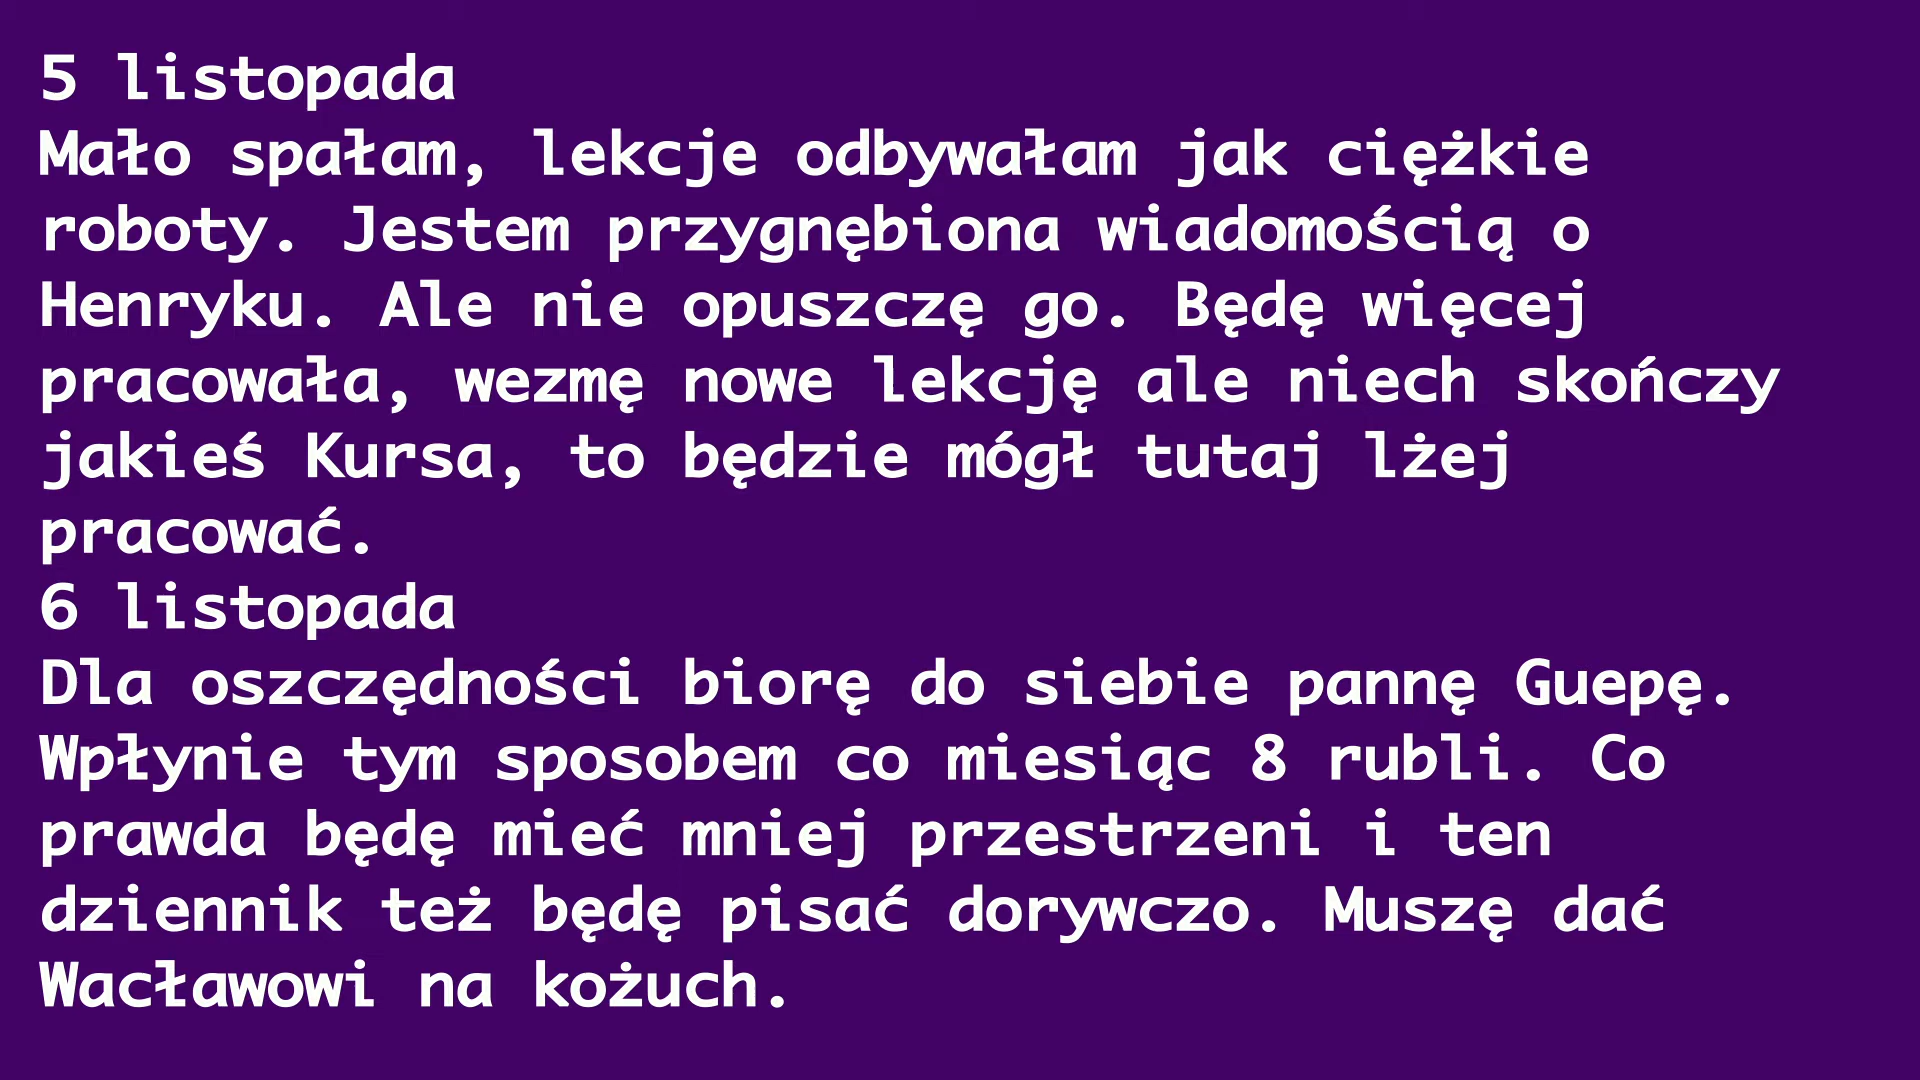 5 listopada
Mało spałam, lekcje odbywałam jak ciężkie
roboty. Jestem przygnębiona wiadomością o
Henryku. Ale nie opuszczę go. Będę więcej
pracowała, wezmę nowe lekcję ale niech skończy
jakieś Kursa, to będzie mógł tutaj lżej
pracować.
6 listopada
Dla oszczędności biorę do siebie pannę Guepę.
Wpłynie tym sposobem co miesiąc 8 rubli. Co
prawda będę mieć mniej przestrzeni i ten
dziennik też będę pisać dorywczo. Muszę dać
Wacławowi na kożuch.